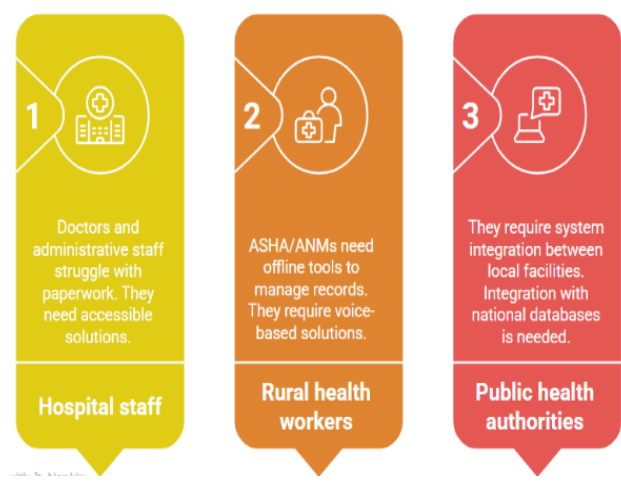 1
Doctors and
administrative staff
struggle with
paperwork. They
need accessible
solutions.
Hospital staff
2
ASHA/ANMs need
offline tools to
manage records.
They require voice-
based solutions.
Rural health
workers
3
They require system
integration between
local facilities.
Integration with
national databases
is needed.
Public health
authorities